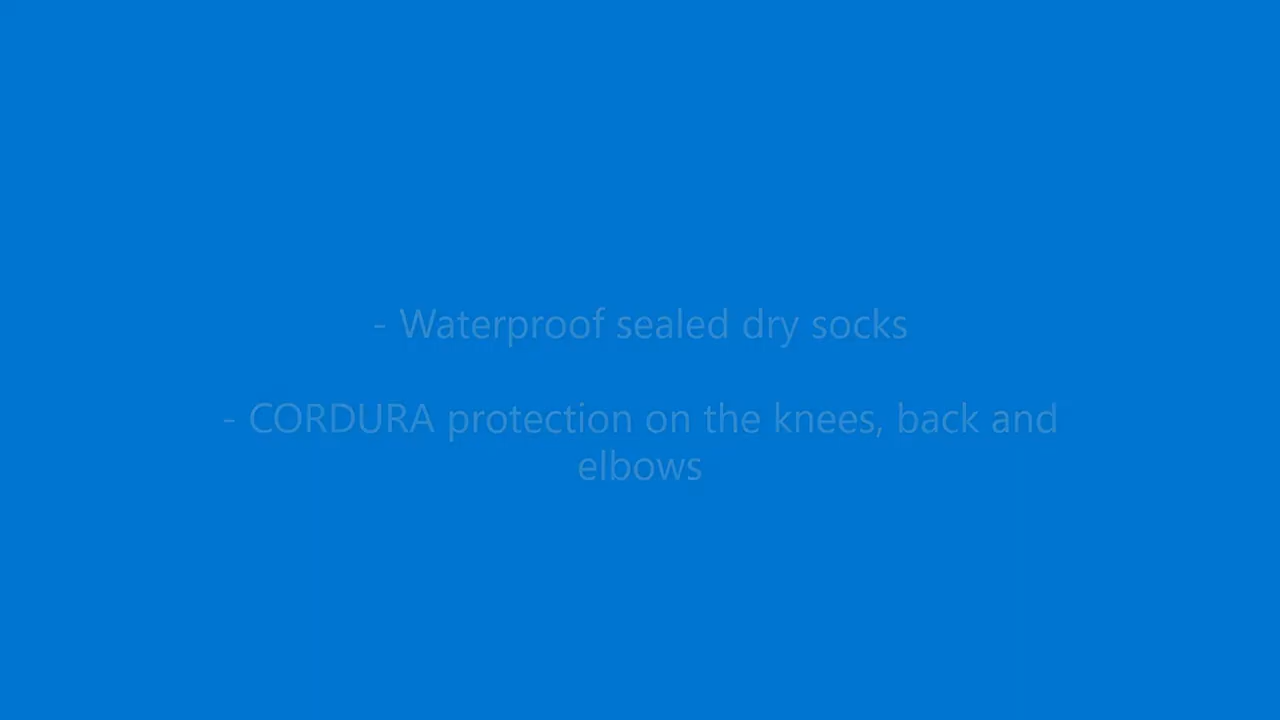 - Waterproof sealed dry socks
- CORDURA protection on the knees, back and
elbows